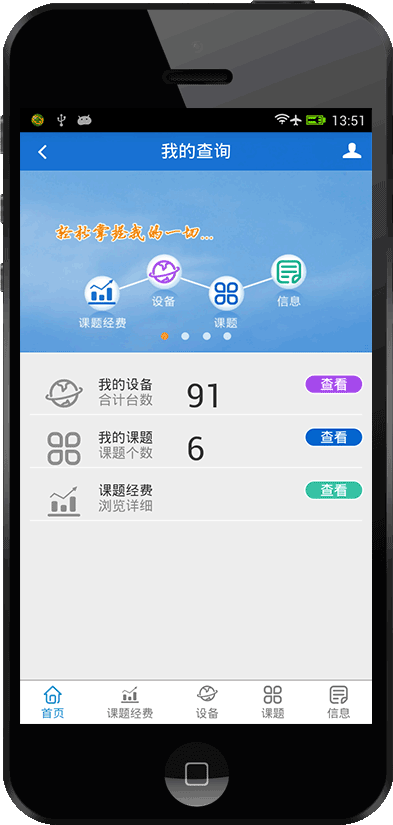 13:51
我的查询
轻松掌握我的一切...
设备
信息
课题经费
课题
我的设备
合计台数
91
查看
我的课题
课题个数
6
查看
课题经费
浏览详细
查看
首页
课题经费
设备
课题
信息